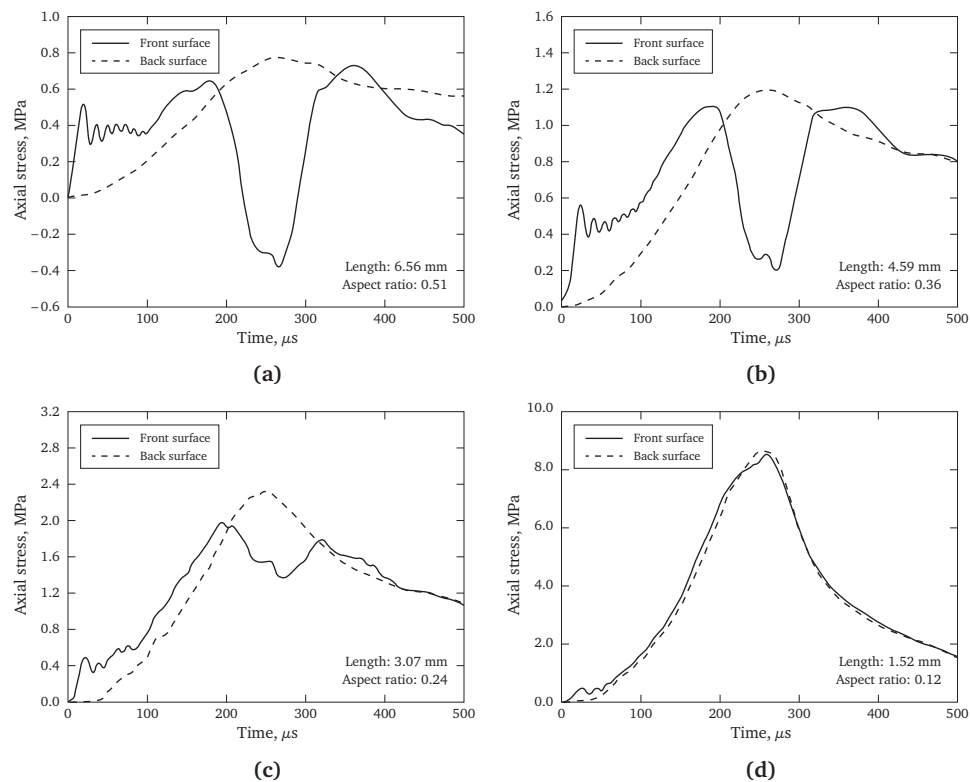 1.0
0.8
0.6
0.4
0.2
0.0
−0.2
−0.4
−0.6
Axial stress, MPa
Front surface
Back surface
Length: 6.56 mm
Aspect ratio: 0.51
0 100 200 300 400 500
Time, μs
(a)
1.6
1.4
1.2
1.0
0.8
0.6
0.4
0.2
0.0
Axial stress, MPa
Front surface
Back surface
Length: 4.59 mm
Aspect ratio: 0.36
0 100 200 300 400 500
Time, μs
(b)
3.2
2.8
2.4
2.0
1.6
1.2
0.8
0.4
0.0
Axial stress, MPa
Front surface
Back surface
Length: 3.07 mm
Aspect ratio: 0.24
0 100 200 300 400 500
Time, μs
(c)
10.0
8.0
6.0
4.0
2.0
0.0
Axial stress, MPa
Front surface
Back surface
Length: 1.52 mm
Aspect ratio: 0.12
0 100 200 300 400 500
Time, μs
(d)